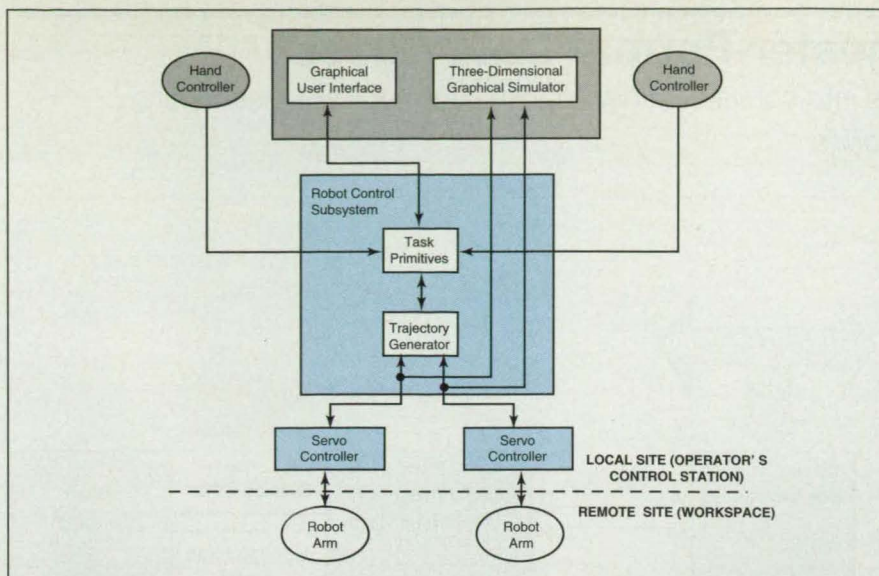 Hand
Controller
Graphical
User Interface
Three-Dimensional
Graphical Simulator
Hand
Controller
Robot Control
Subsystem
Task
Primitives
Trajectory
Generator
Servo
Controller
Servo
Controller
LOCAL SITE (OPERATOR' S
CONTROL STATION)
REMOTE SITE (WORKSPACE)
Robot
Arm
Robot
Arm